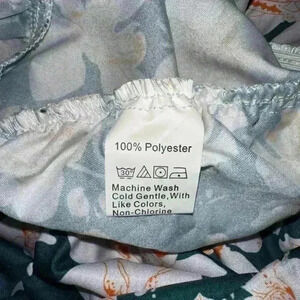 100% Polyester
30°
Machine Wash
Cold Gentle,With
Like Colors,
Non-Chlorine